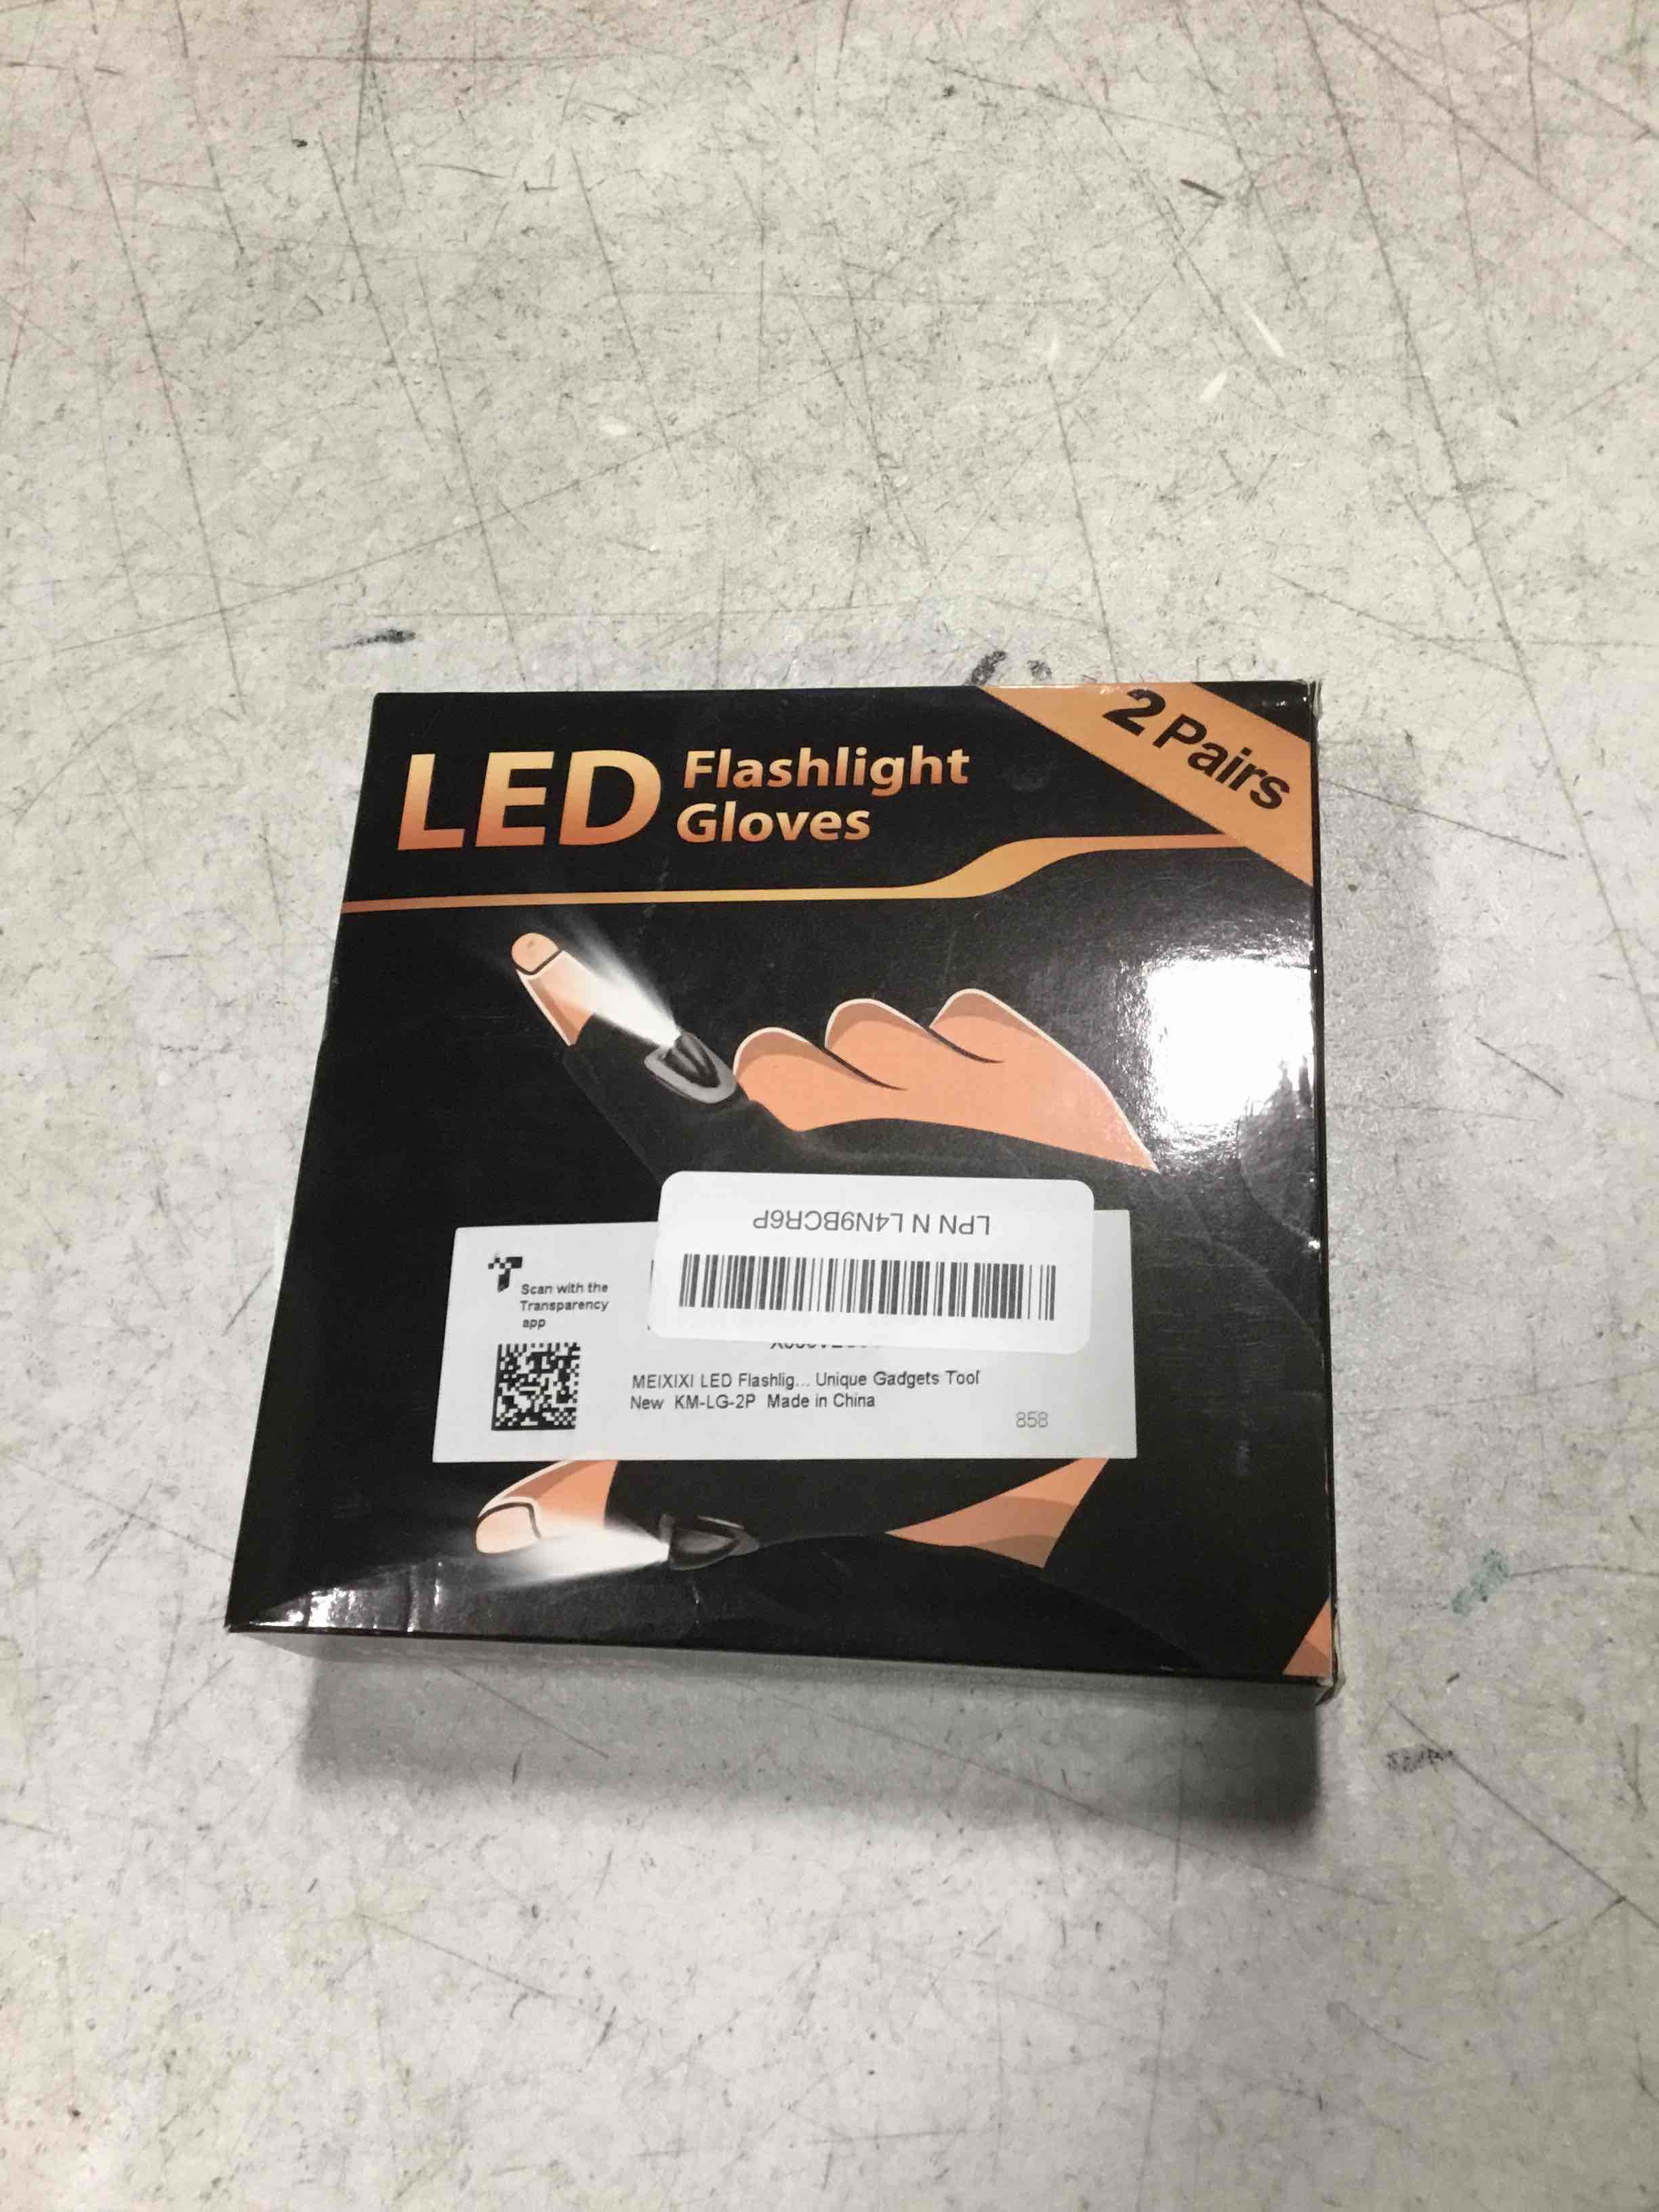 LED Flashlight
Gloves
2 Pairs
LPN N L4N9BCR6P
Scan with the
Transparency
app
MEIXIXI LED Flashlig... Unique Gadgets Tool
New KM-LG-2P Made in China
858